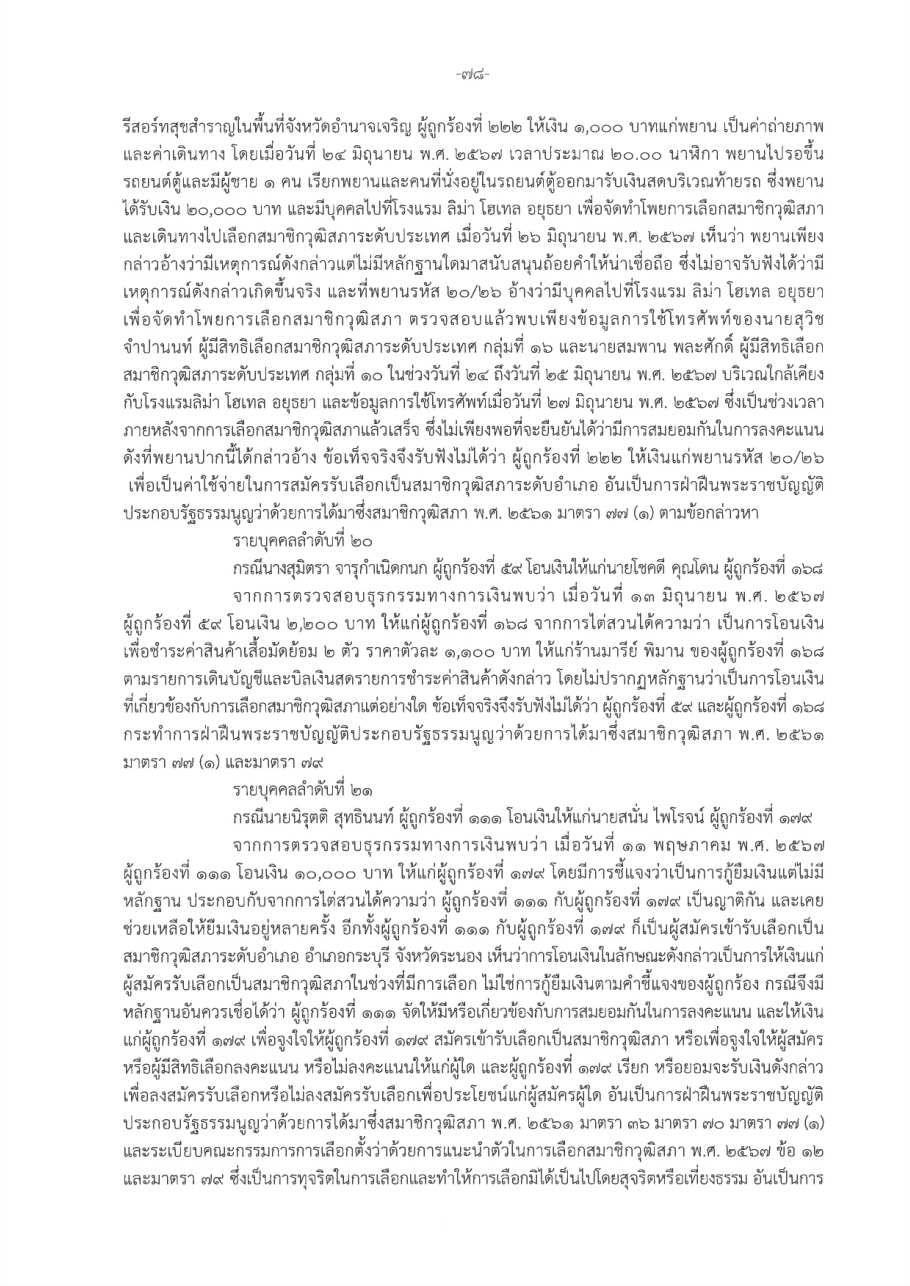 -๗๘-
รีสอร์ทสุขสำราญในพื้นที่จังหวัดอำนาจเจริญ ผู้ถูกร้องที่ ๒๒๒ ให้เงิน ๑,๐๐๐ บาทแก่พยาน เป็นค่าถ่ายภาพ
และค่าเดินทาง โดยเมื่อวันที่ ๒๔ มิถุนายน พ.ศ. ๒๕๖๗ เวลาประมาณ ๒๐.๐๐ นาฬิกา พยานไปรอขึ้น
รถยนต์ตู้และมีผู้ชาย ๑ คน เรียกพยานและคนที่นั่งอยู่ในรถยนต์ตู้ออกมารับเงินสดบริเวณท้ายรถ ซึ่งพยาน
ได้รับเงิน ๒๐,๐๐๐ บาท และมีบุคคลไปที่โรงแรม ลิม่า โฮเทล อยุธยา เพื่อจัดทำโพยการเลือกสมาชิกวุฒิสภา
และเดินทางไปเลือกสมาชิกวุฒิสภาระดับประเทศ เมื่อวันที่ ๒๖ มิถุนายน พ.ศ. ๒๕๖๗ เห็นว่า พยานเพียง
กล่าวอ้างว่ามีเหตุการณ์ดังกล่าวแต่ไม่มีหลักฐานใดมาสนับสนุนถ้อยคำให้น่าเชื่อถือ ซึ่งไม่อาจรับฟังได้ว่ามี
เหตุการณ์ดังกล่าวเกิดขึ้นจริง และที่พยานรหัส ๒๐/๒๖ อ้างว่ามีบุคคลไปที่โรงแรม ลิม่า โฮเทล อยุธยา
เพื่อจัดทำโพยการเลือกสมาชิกวุฒิสภา ตรวจสอบแล้วพบเพียงข้อมูลการใช้โทรศัพท์ของนายสุวิช
จำปานนท์ ผู้มีสิทธิเลือกสมาชิกวุฒิสภาระดับประเทศ กลุ่มที่ ๑๖ และนายสมพาน พละศักดิ์ ผู้มีสิทธิเลือก
สมาชิกวุฒิสภาระดับประเทศ กลุ่มที่ ๑๐ ในช่วงวันที่ ๒๔ ถึงวันที่ ๒๕ มิถุนายน พ.ศ. ๒๕๖๗ บริเวณใกล้เคียง
กับโรงแรมลิม่า โฮเทล อยุธยา และข้อมูลการใช้โทรศัพท์เมื่อวันที่ ๒๗ มิถุนายน พ.ศ. ๒๕๖๗ ซึ่งเป็นช่วงเวลา
ภายหลังจากการเลือกสมาชิกวุฒิสภาแล้วเสร็จ ซึ่งไม่เพียงพอที่จะยืนยันได้ว่ามีการสมยอมกันในการลงคะแนน
ดังที่พยานปากนี้ได้กล่าวอ้าง ข้อเท็จจริงจึงรับฟังไม่ได้ว่า ผู้ถูกร้องที่ ๒๒๒ ให้เงินแก่พยานรหัส ๒๐/๒๖
เพื่อเป็นค่าใช้จ่ายในการสมัครรับเลือกเป็นสมาชิกวุฒิสภาระดับอำเภอ อันเป็นการฝ่าฝืนพระราชบัญญัติ
ประกอบรัฐธรรมนูญว่าด้วยการได้มาซึ่งสมาชิกวุฒิสภา พ.ศ. ๒๕๖๑ มาตรา ๗๗ (๑) ตามข้อกล่าวหา
รายบุคคลลำดับที่ ๒๐
กรณีนางสุมิตรา จารุกำเนิดกนก ผู้ถูกร้องที่ ๕๙ โอนเงินให้แก่นายโชคดี คุณโดน ผู้ถูกร้องที่ ๑๖๘
จากการตรวจสอบธุรกรรมทางการเงินพบว่า เมื่อวันที่ ๑๓ มิถุนายน พ.ศ. ๒๕๖๗
ผู้ถูกร้องที่ ๕๙ โอนเงิน ๒,๒๐๐ บาท ให้แก่ผู้ถูกร้องที่ ๑๖๘ จากการไต่สวนได้ความว่า เป็นการโอนเงิน
เพื่อชำระค่าสินค้าเสื้อมัดย้อม ๒ ตัว ราคาตัวละ ๑,๑๐๐ บาท ให้แก่ร้านมารีย์ พิมาน ของผู้ถูกร้องที่ ๑๖๘
ตามรายการเดินบัญชีและบิลเงินสดรายการชำระค่าสินค้าดังกล่าว โดยไม่ปรากฏหลักฐานว่าเป็นการโอนเงิน
ที่เกี่ยวข้องกับการเลือกสมาชิกวุฒิสภาแต่อย่างใด ข้อเท็จจริงจึงรับฟังไม่ได้ว่า ผู้ถูกร้องที่ ๕๙ และผู้ถูกร้องที่ ๑๖๘
กระทำการฝ่าฝืนพระราชบัญญัติประกอบรัฐธรรมนูญว่าด้วยการได้มาซึ่งสมาชิกวุฒิสภา พ.ศ. ๒๕๖๑
มาตรา ๗๗ (๑) และมาตรา ๗๙
รายบุคคลลำดับที่ ๒๑
กรณีนายนิรุตติ สุทธินนท์ ผู้ถูกร้องที่ ๑๑๑ โอนเงินให้แก่นายสนั่น ไพโรจน์ ผู้ถูกร้องที่ ๑๗๙
จากการตรวจสอบธุรกรรมทางการเงินพบว่า เมื่อวันที่ ๑๑ พฤษภาคม พ.ศ. ๒๕๖๗
ผู้ถูกร้องที่ ๑๑๑ โอนเงิน ๑๐,๐๐๐ บาท ให้แก่ผู้ถูกร้องที่ ๑๗๙ โดยมีการชี้แจงว่าเป็นการกู้ยืมเงินแต่ไม่มี
หลักฐาน ประกอบกับจากการไต่สวนได้ความว่า ผู้ถูกร้องที่ ๑๑๑ กับผู้ถูกร้องที่ ๑๗๙ เป็นญาติกัน และเคย
ช่วยเหลือให้ยืมเงินอยู่หลายครั้ง อีกทั้งผู้ถูกร้องที่ ๑๑๑ กับผู้ถูกร้องที่ ๑๗๙ ก็เป็นผู้สมัครเข้ารับเลือกเป็น
สมาชิกวุฒิสภาระดับอำเภอ อำเภอกระบุรี จังหวัดระนอง เห็นว่าการโอนเงินในลักษณะดังกล่าวเป็นการให้เงินแก่
ผู้สมัครรับเลือกเป็นสมาชิกวุฒิสภาในช่วงที่มีการเลือก ไม่ใช่การกู้ยืมเงินตามคำชี้แจงของผู้ถูกร้อง กรณีจึงมี
หลักฐานอันควรเชื่อได้ว่า ผู้ถูกร้องที่ ๑๑๑ จัดให้มีหรือเกี่ยวข้องกับการสมยอมกันในการลงคะแนน และให้เงิน
แก่ผู้ถูกร้องที่ ๑๗๙ เพื่อจูงใจให้ผู้ถูกร้องที่ ๑๗๙ สมัครเข้ารับเลือกเป็นสมาชิกวุฒิสภา หรือเพื่อจูงใจให้ผู้สมัคร
หรือผู้มีสิทธิเลือกลงคะแนน หรือไม่ลงคะแนนให้แก่ผู้ใด และผู้ถูกร้องที่ ๑๗๙ เรียก หรือยอมจะรับเงินดังกล่าว
เพื่อลงสมัครรับเลือกหรือไม่ลงสมัครรับเลือกเพื่อประโยชน์แก่ผู้สมัครผู้ใด อันเป็นการฝ่าฝืนพระราชบัญญัติ
ประกอบรัฐธรรมนูญว่าด้วยการได้มาซึ่งสมาชิกวุฒิสภา พ.ศ. ๒๕๖๑ มาตรา ๓๖ มาตรา ๗๐ มาตรา ๗๗ (๑)
และระเบียบคณะกรรมการการเลือกตั้งว่าด้วยการแนะนำตัวในการเลือกสมาชิกวุฒิสภา พ.ศ. ๒๕๖๗ ข้อ ๑๒
และมาตรา ๗๙ ซึ่งเป็นการทุจริตในการเลือกและทำให้การเลือกมิได้เป็นไปโดยสุจริตหรือเที่ยงธรรม อันเป็นการ